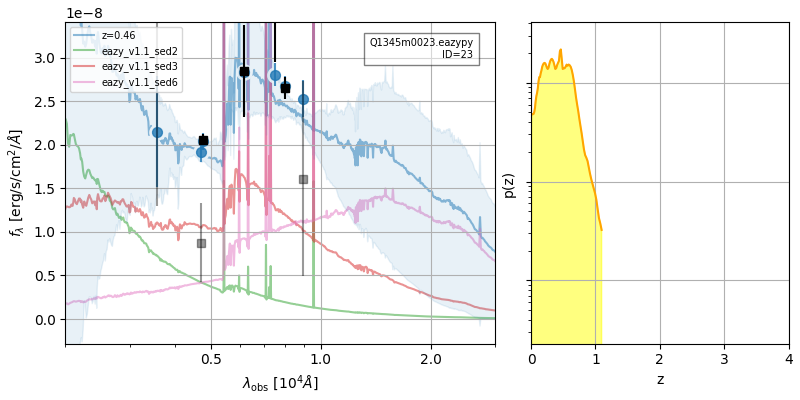 1e−8
z=0.46
eazy_v1.1_sed2
eazy_v1.1_sed3
eazy_v1.1_sed6
Q1345m0023.eazypy
ID=23
3.0
2.5
2.0
1.5
1.0
0.5
0.0
f_λ [erg/s/cm²/Å]
0.5
1.0
2.0
λ_obs [10⁴Å]
p(z)
0
1
2
3
4
z